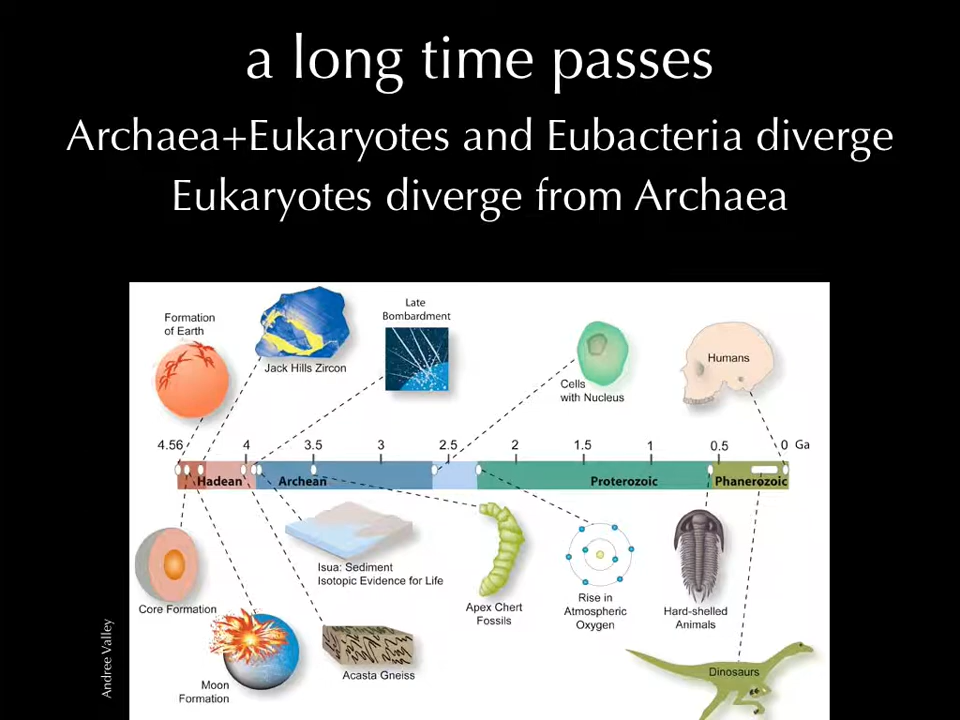 a long time passes
Archaea+Eukaryotes and Eubacteria diverge
Eukaryotes diverge from Archaea
Formation
of Earth
Jack Hills Zircon
Late
Bombardment
Cells
with Nucleus
Humans
4.56 4 3.5 3 2.5 2 1.5 1 0.5 0 Ga
Hadean Archean Proterozoic Phanerozoic
Core Formation
Moon
Formation
Isua: Sediment
Isotopic Evidence for Life
Acasta Gneiss
Apex Chert
Fossils
Rise in
Atmospheric
Oxygen
Hard-shelled
Animals
Dinosaurs
Andree Valley